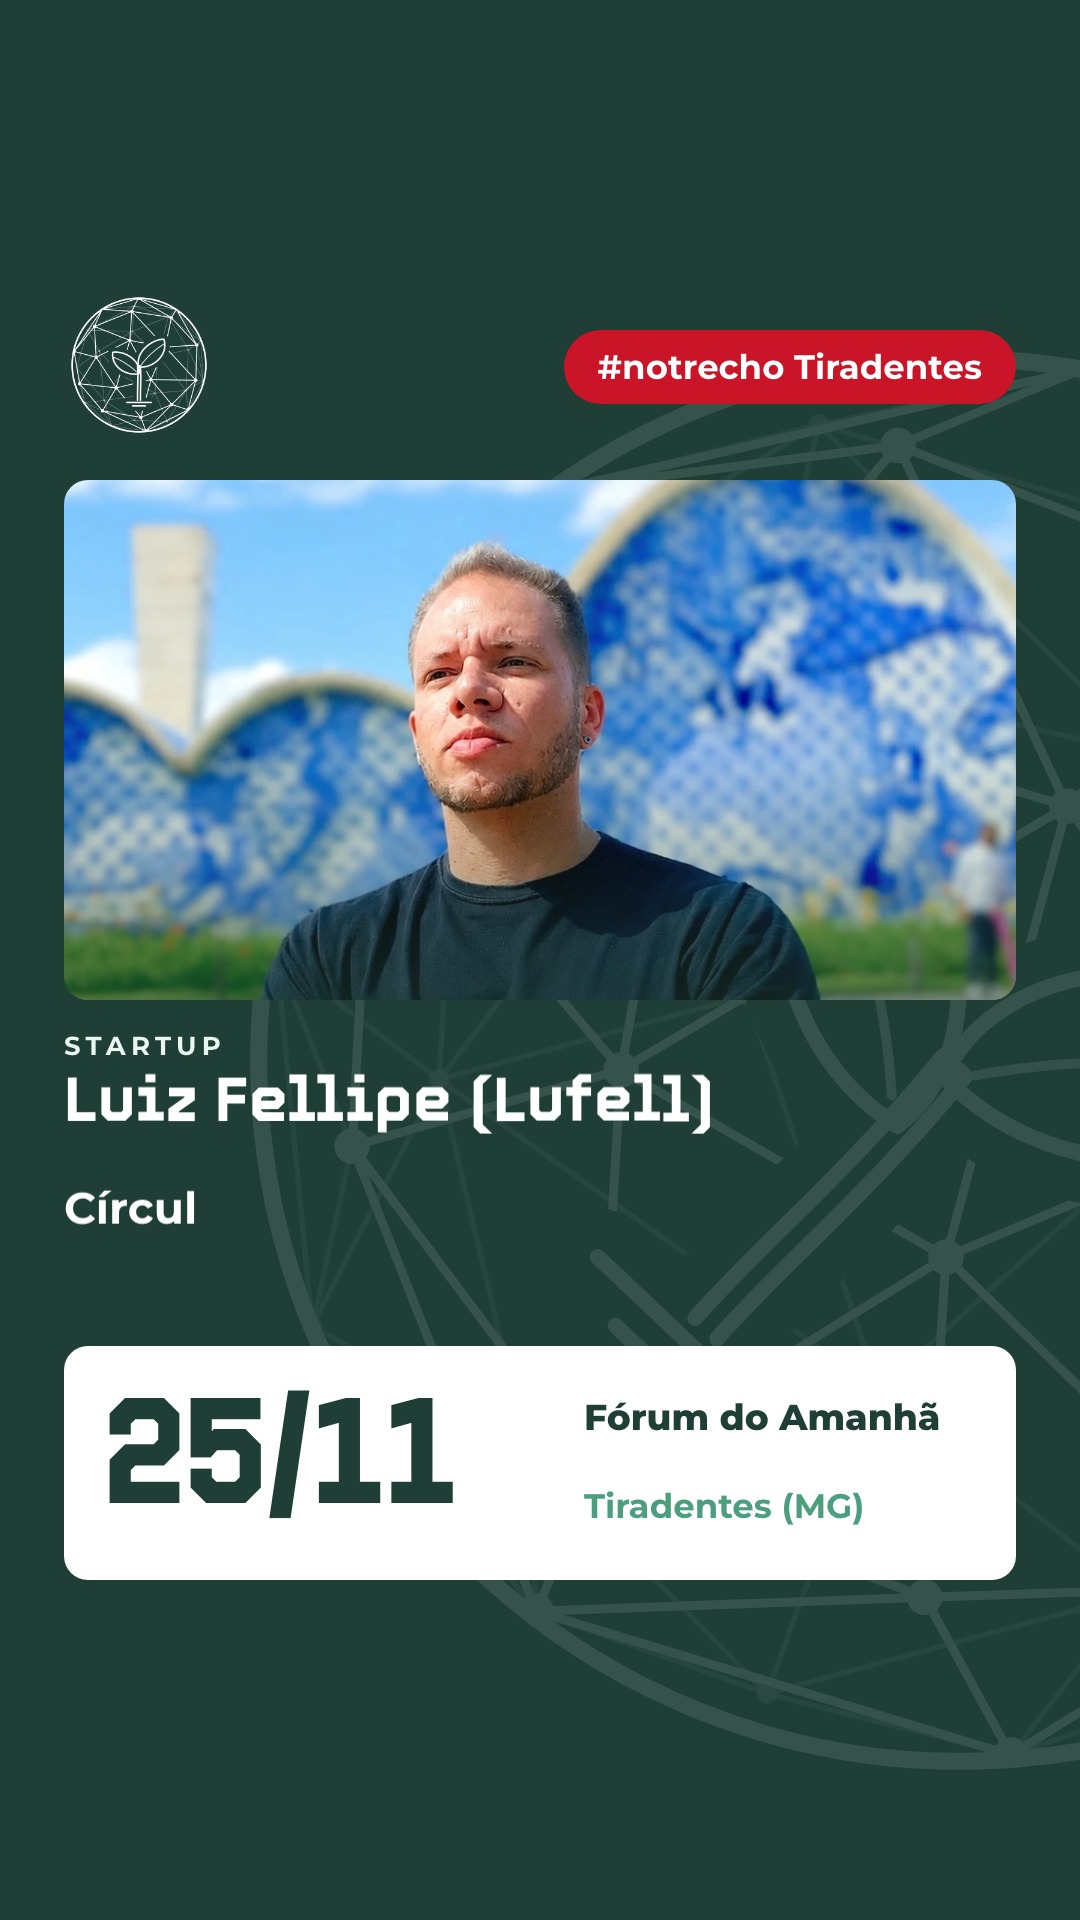 #notrecho Tiradentes
STARTUP
Luiz Fellipe (Lufell)
Círcul
25/11
Fórum do Amanhã
Tiradentes (MG)